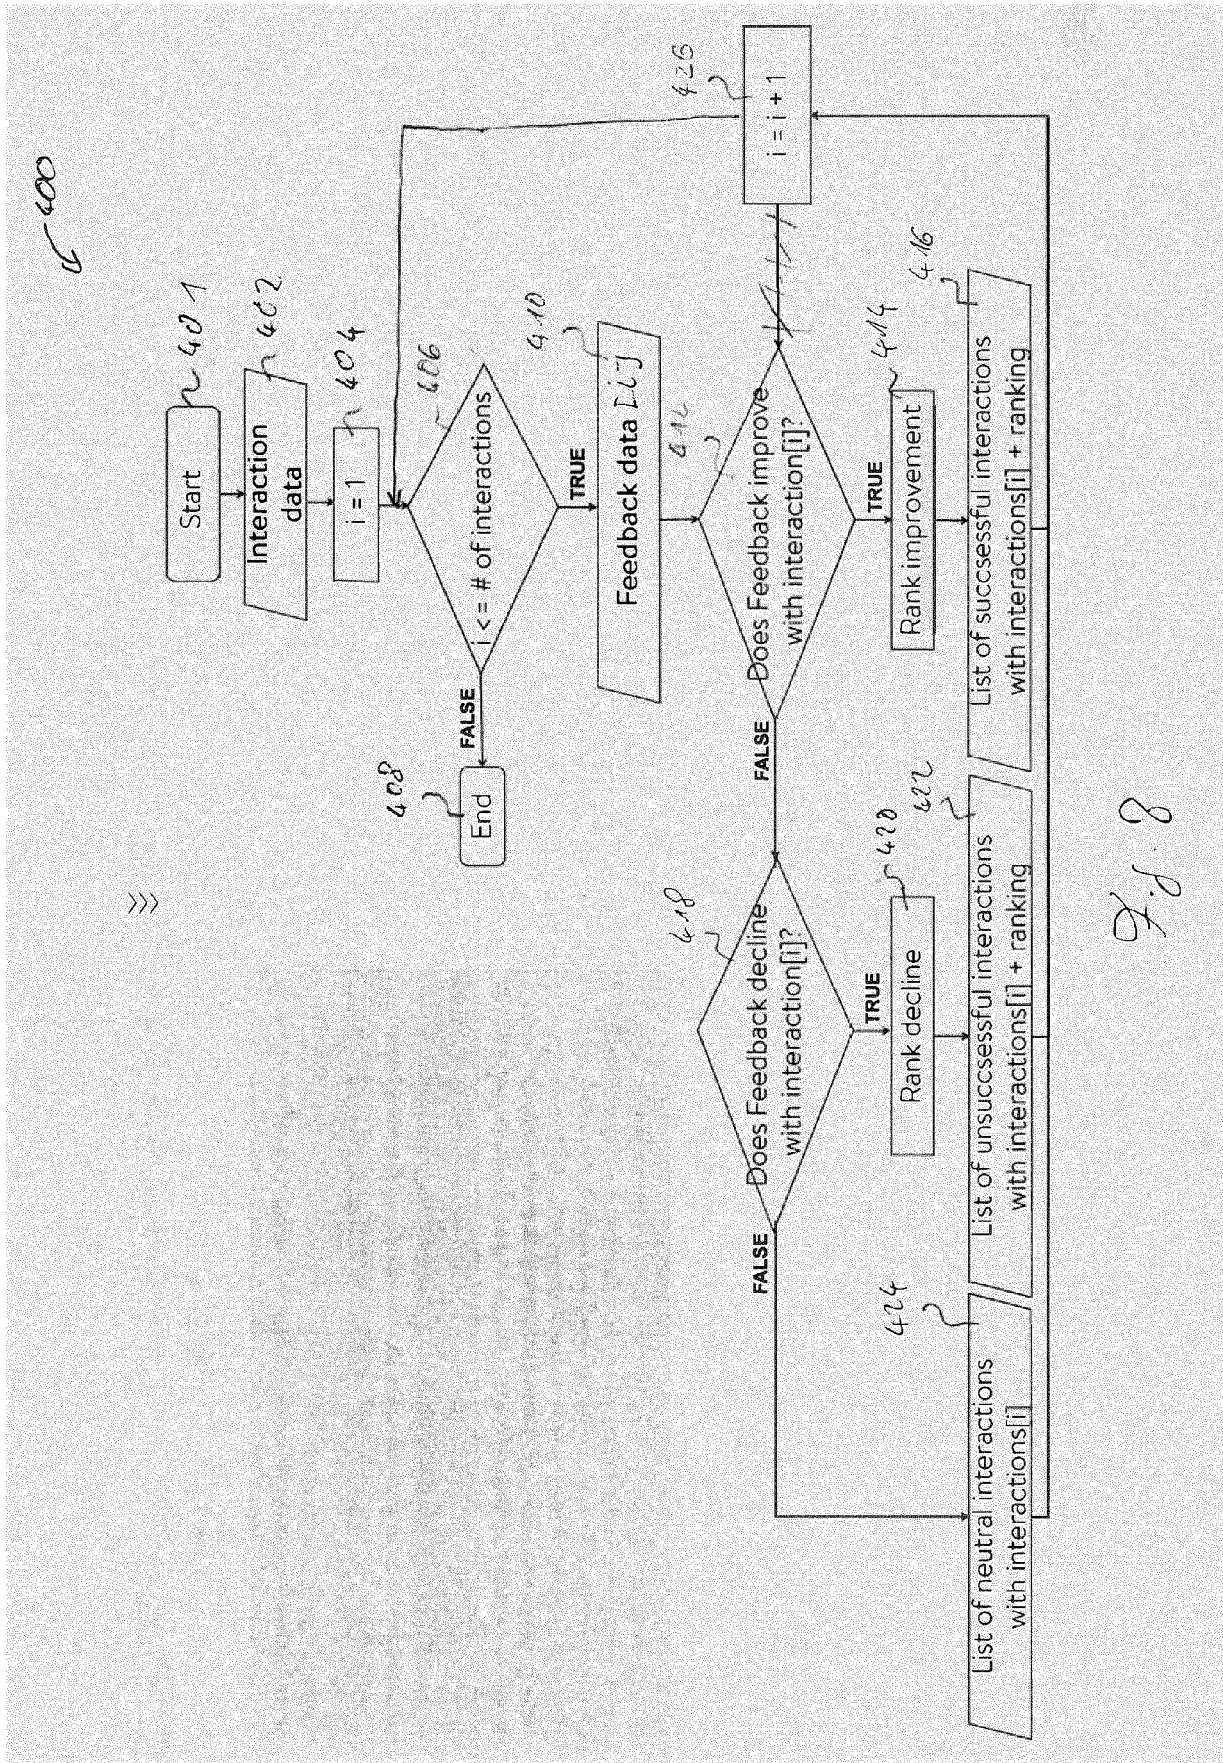 400
Start
401
Interaction
data
402
i = 1
404
i <= # of interactions
406
FALSE
TRUE
End
408
Feedback data [i]
410
Does Feedback improve
with interaction[i]?
412
FALSE
TRUE
Rank improvement
414
List of succsessful interactions
with interactions[i] + ranking
416
Does Feedback decline
with interaction[i]?
418
FALSE
TRUE
Rank decline
420
List of unsuccsessful interactions
with interactions[i] + ranking
422
List of neutral interactions
with interactions[i]
424
i = i + 1
426
>>>
Fig. 8